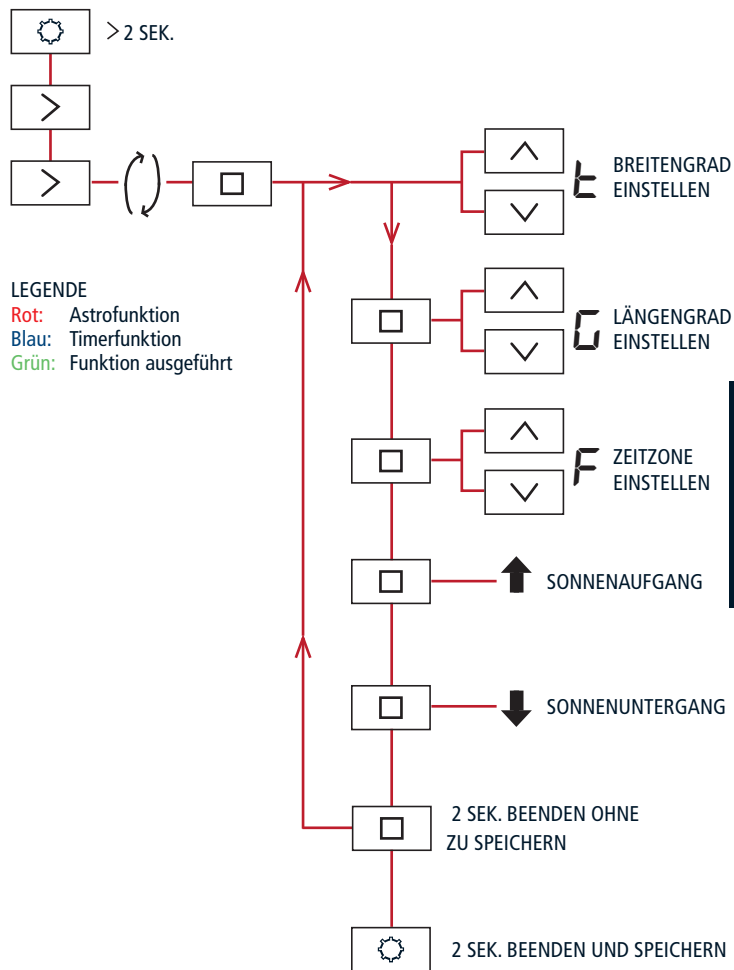 > 2 SEK.
t BREITENGRAD
EINSTELLEN
LEGENDE
Rot: Astrofunktion
Blau: Timerfunktion
Grün: Funktion ausgeführt
G LÄNGENGRAD
EINSTELLEN
F ZEITZONE
EINSTELLEN
SONNENAUFGANG
SONNENUNTERGANG
2 SEK. BEENDEN OHNE
ZU SPEICHERN
2 SEK. BEENDEN UND SPEICHERN